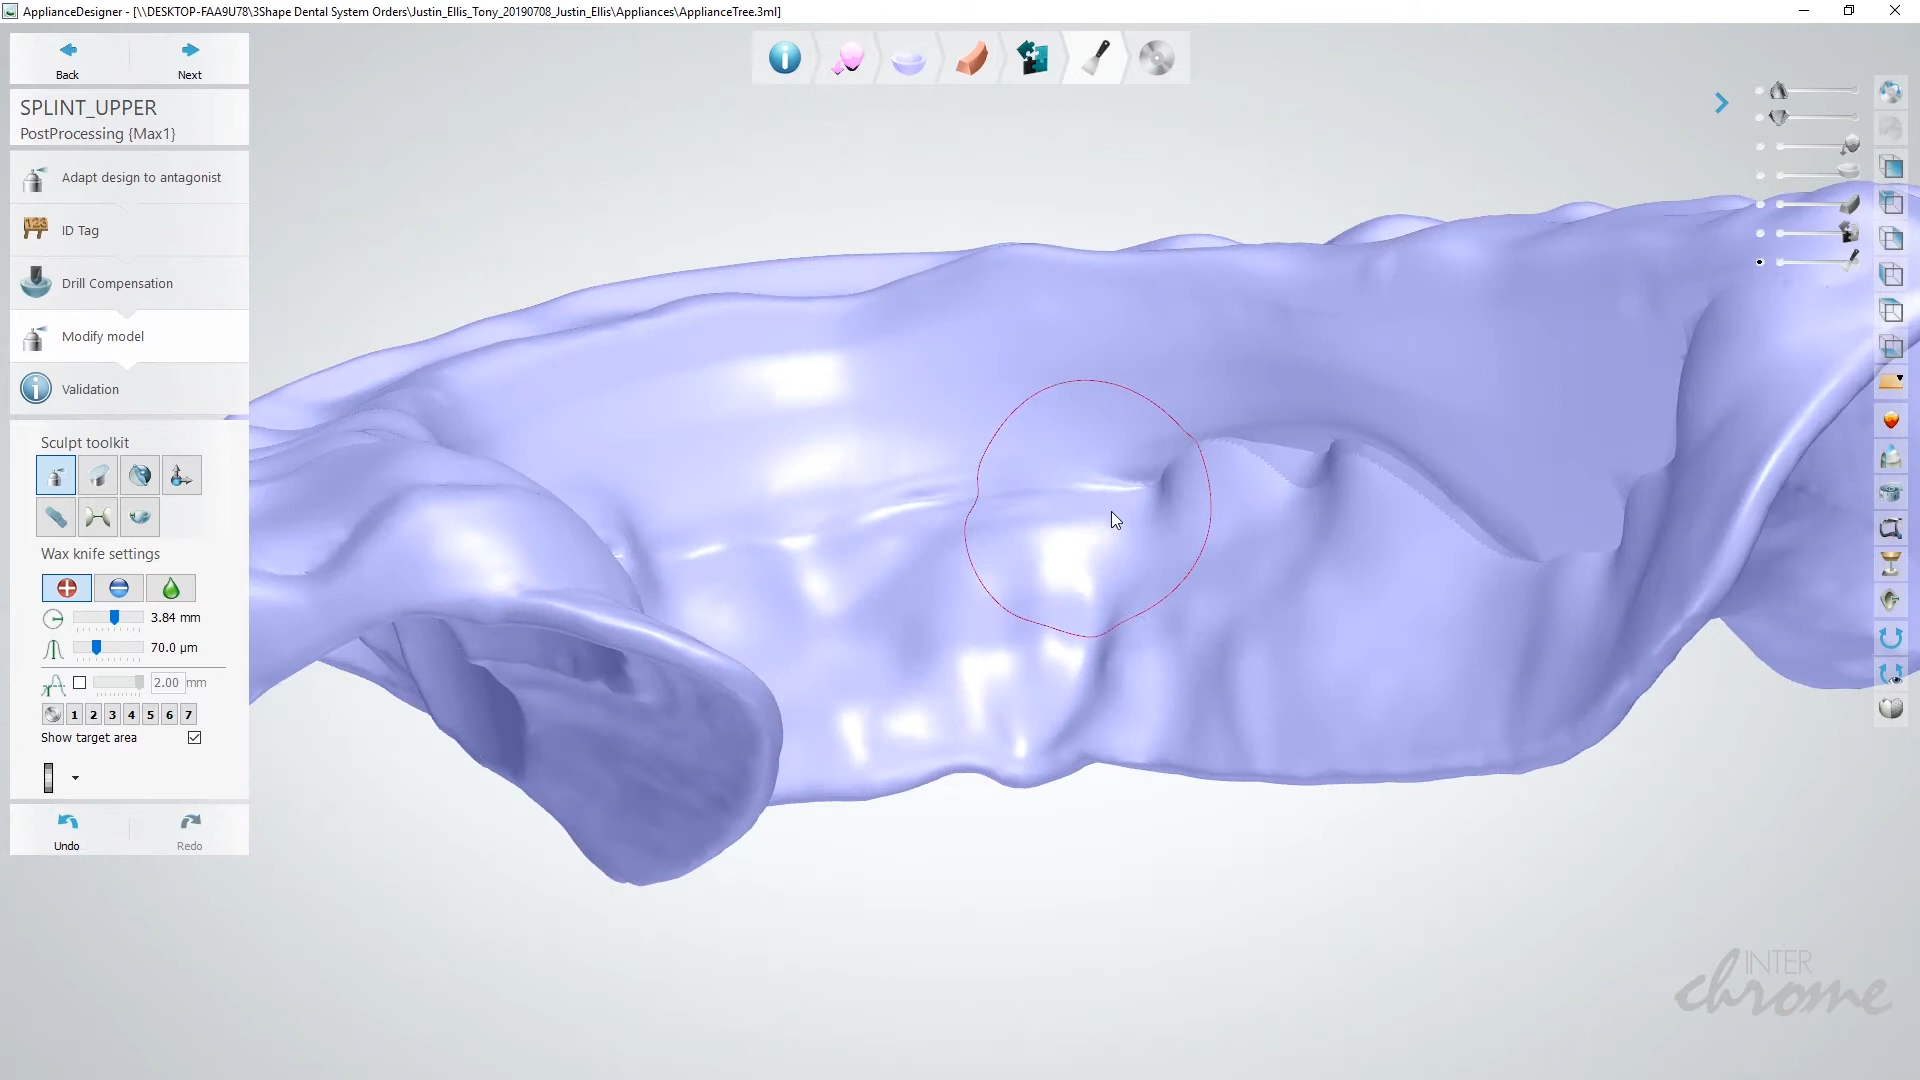 ApplianceDesigner - [\\DESKTOP-FAA9U78\3Shape Dental System Orders\Justin_Ellis_Tony_20190708_Justin_Ellis\Appliances\ApplianceTree.3ml]
Back
Next
SPLINT_UPPER
PostProcessing {Max1}
Adapt design to antagonist
123
ID Tag
Drill Compensation
Modify model
Validation
Sculpt toolkit
Wax knife settings
3.84 mm
70.0 µm
2.00 mm
1 2 3 4 5 6 7
Show target area
Undo
Redo
INTER
chrome